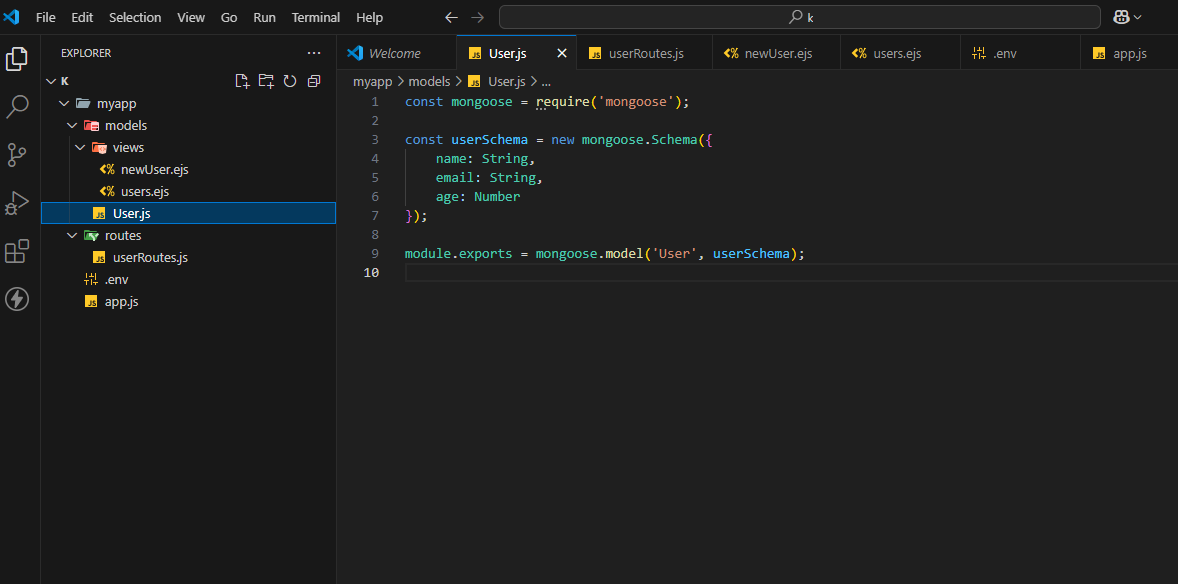 File Edit Selection View Go Run Terminal Help
k
EXPLORER
Welcome
User.js
userRoutes.js
newUser.ejs
users.ejs
.env
app.js
K
myapp
models
views
newUser.ejs
users.ejs
User.js
routes
userRoutes.js
.env
app.js
myapp > models > JS User.js > ...
1 const mongoose = require('mongoose');
2
3 const userSchema = new mongoose.Schema({
4 name: String,
5 email: String,
6 age: Number
7 });
8
9 module.exports = mongoose.model('User', userSchema);
10